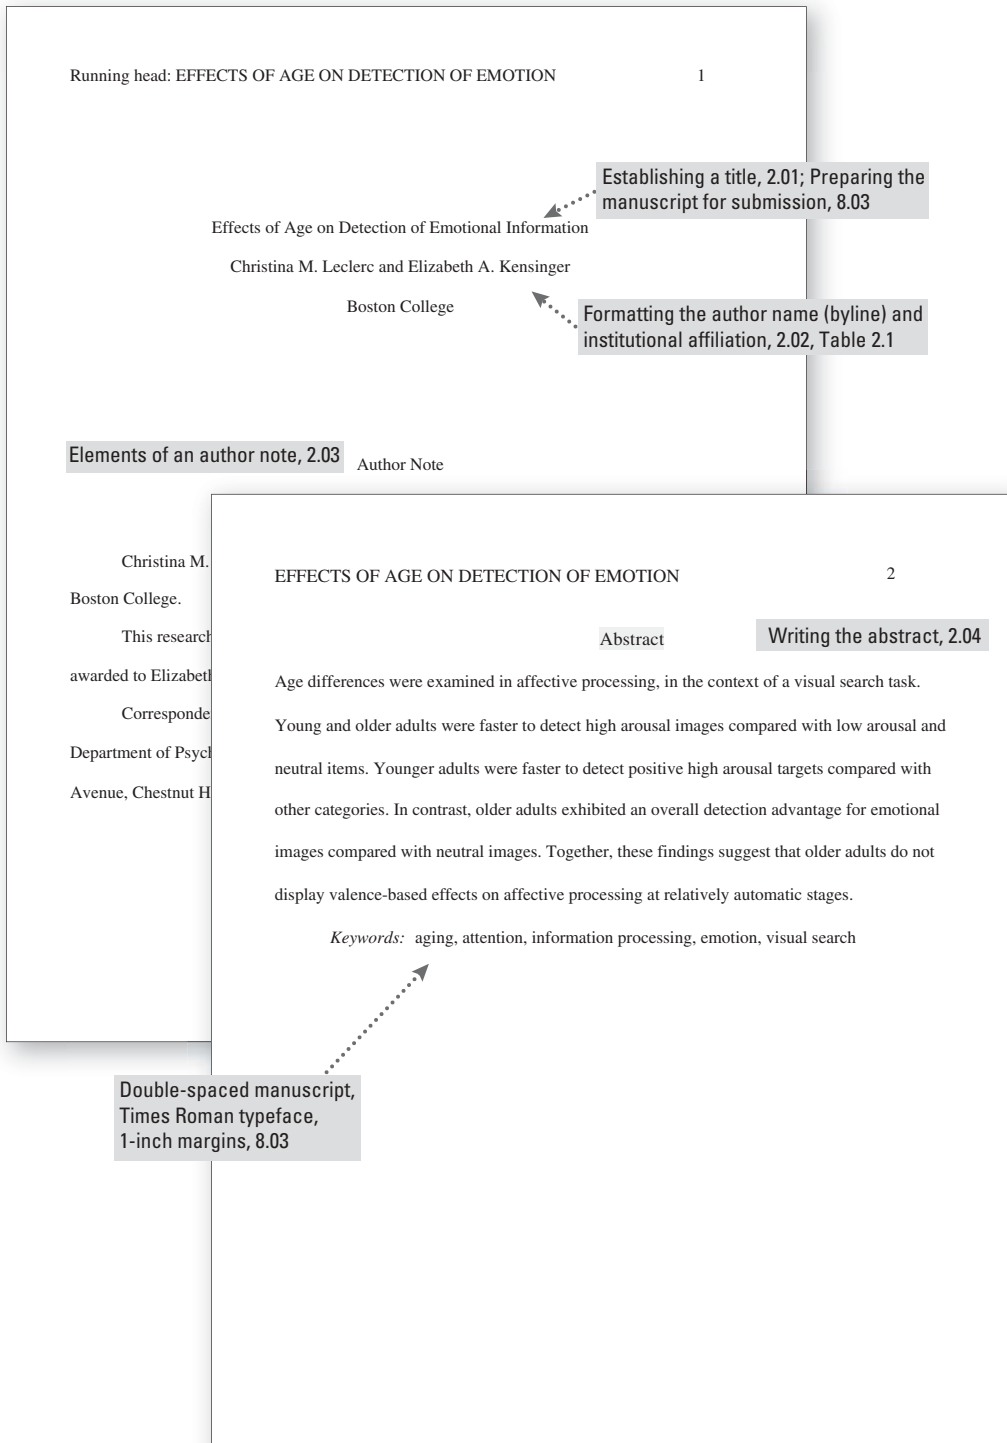 Running head: EFFECTS OF AGE ON DETECTION OF EMOTION 1
Establishing a title, 2.01; Preparing the
manuscript for submission, 8.03
Effects of Age on Detection of Emotional Information
Christina M. Leclerc and Elizabeth A. Kensinger
Boston College
Formatting the author name (byline) and
institutional affiliation, 2.02, Table 2.1
Elements of an author note, 2.03
Author Note
Christina M.
Boston College.
This research
awarded to Elizabeth
Corresponde
Department of Psych
Avenue, Chestnut H
EFFECTS OF AGE ON DETECTION OF EMOTION 2
Abstract
Writing the abstract, 2.04
Age differences were examined in affective processing, in the context of a visual search task.
Young and older adults were faster to detect high arousal images compared with low arousal and
neutral items. Younger adults were faster to detect positive high arousal targets compared with
other categories. In contrast, older adults exhibited an overall detection advantage for emotional
images compared with neutral images. Together, these findings suggest that older adults do not
display valence-based effects on affective processing at relatively automatic stages.
Keywords: aging, attention, information processing, emotion, visual search
Double-spaced manuscript,
Times Roman typeface,
1-inch margins, 8.03